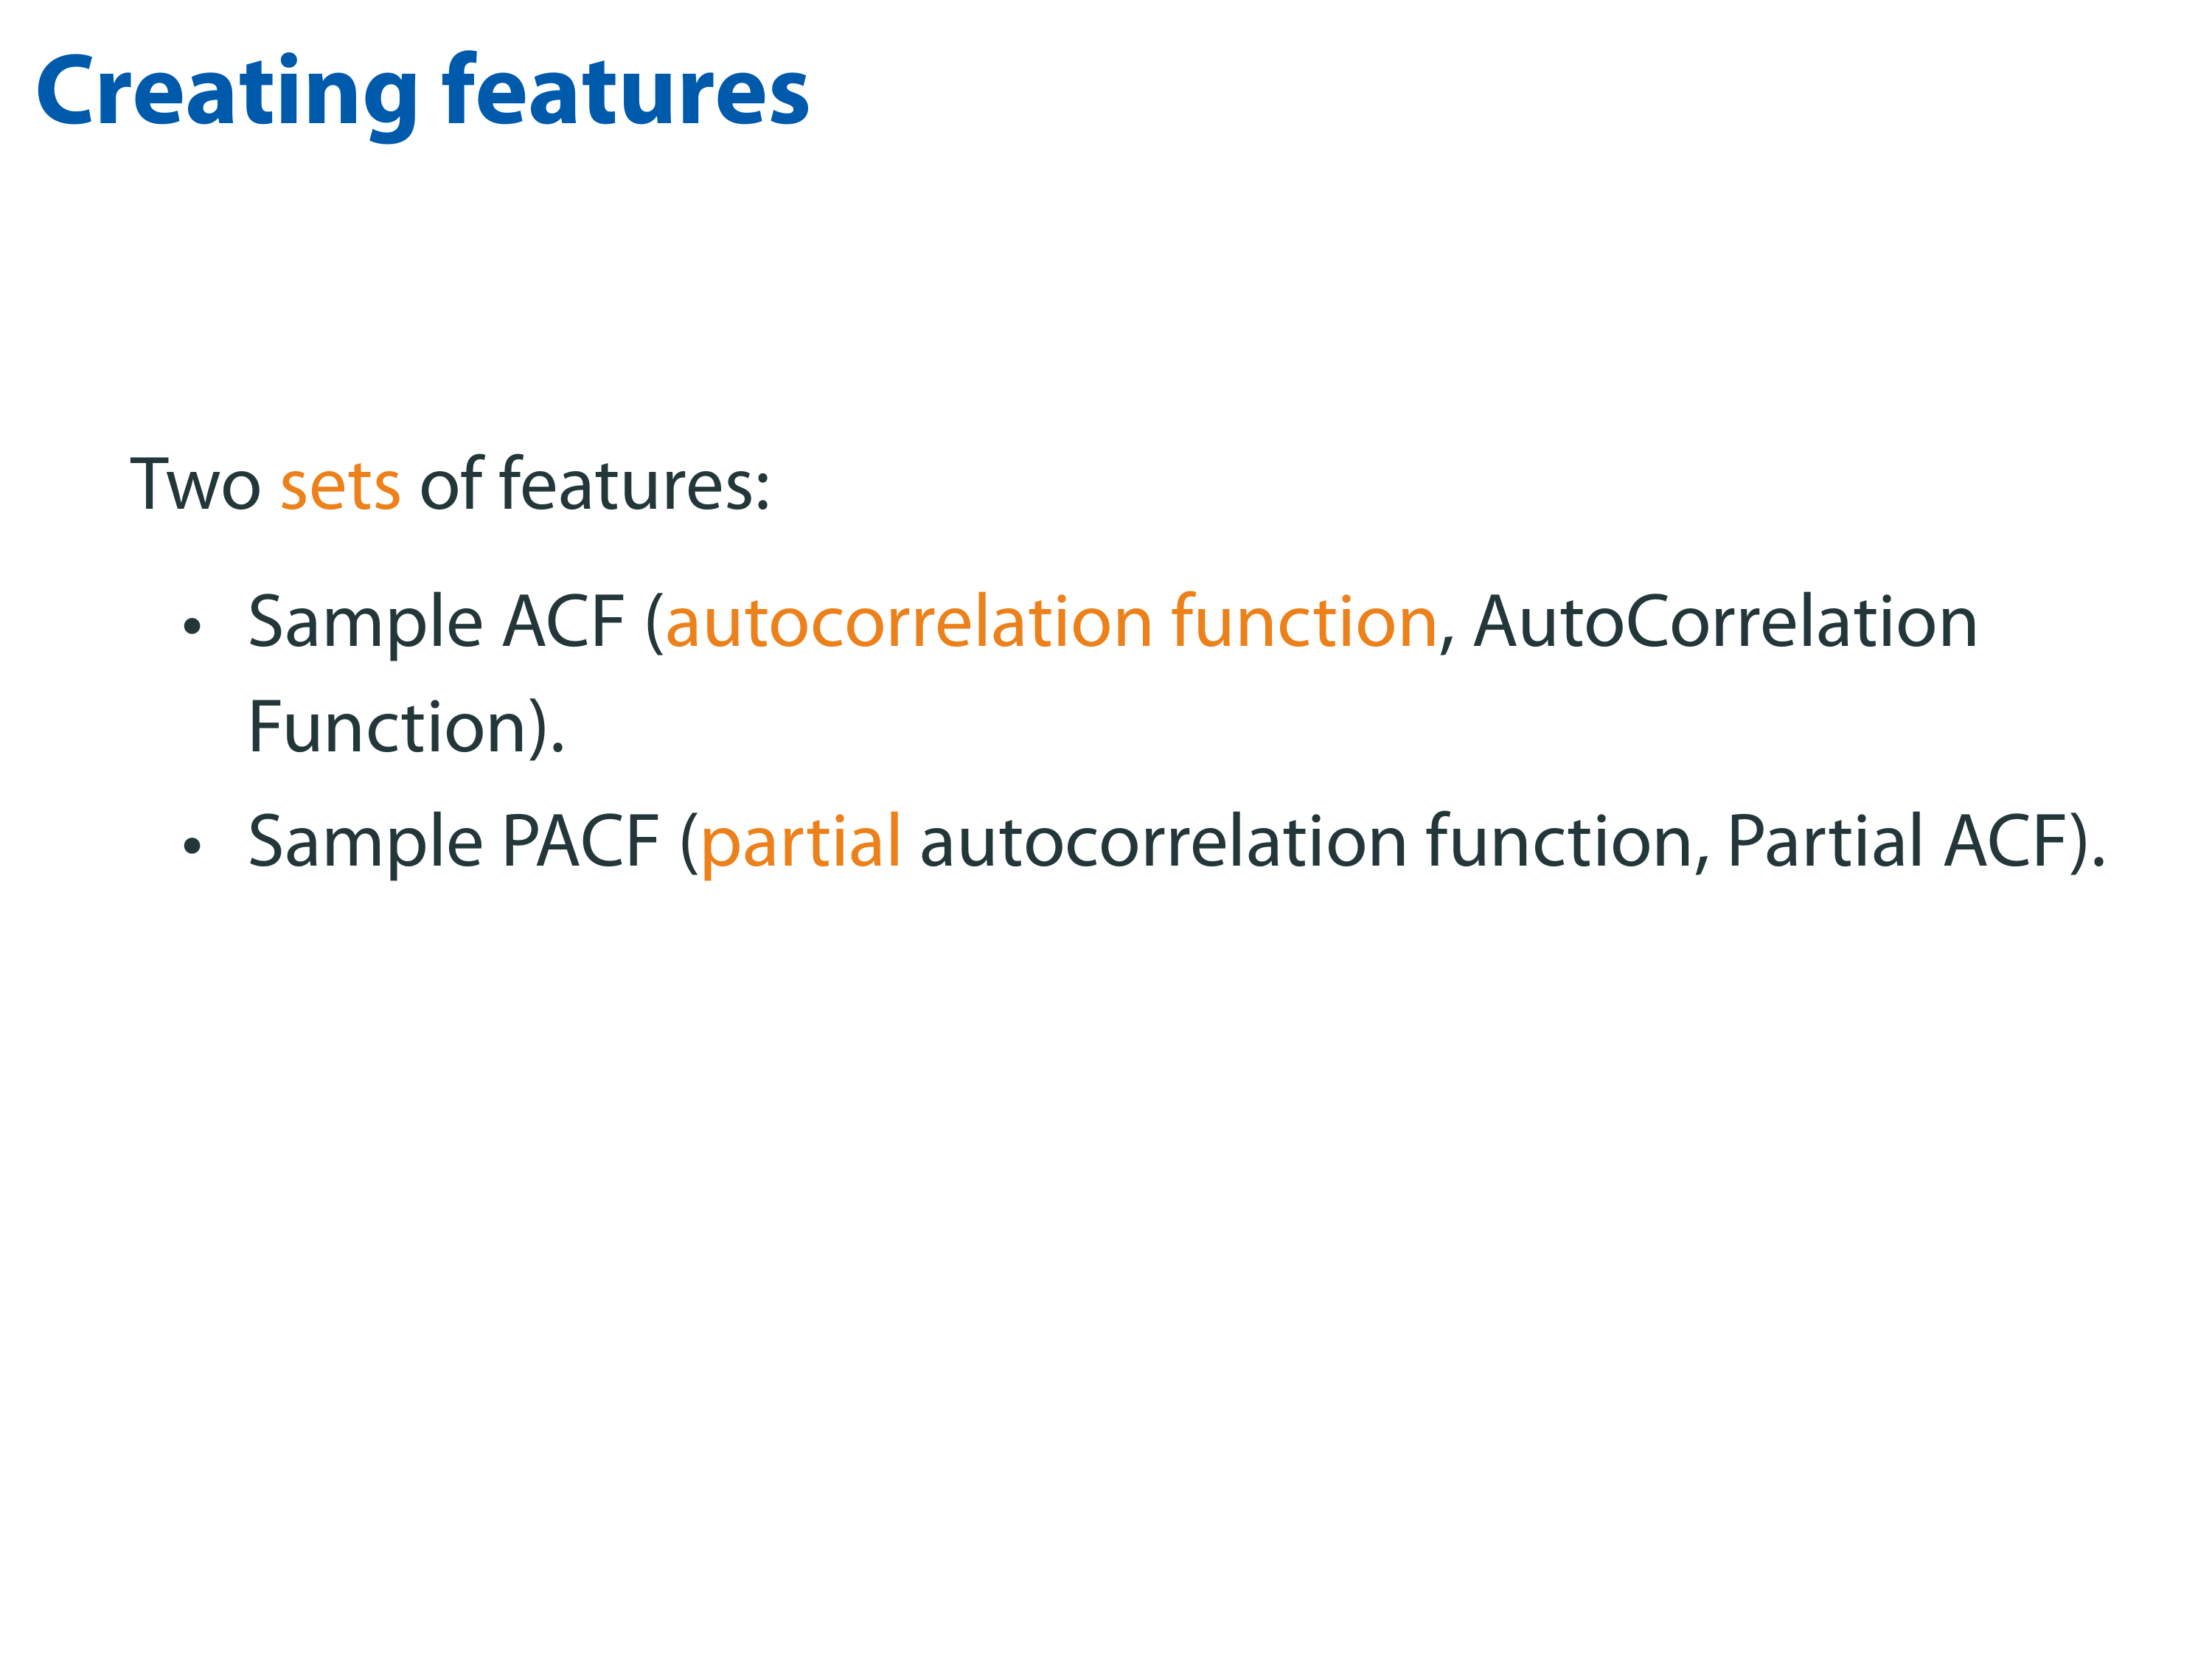 Creating features
Two sets of features:
• Sample ACF (autocorrelation function, AutoCorrelation
Function).
• Sample PACF (partial autocorrelation function, Partial ACF).